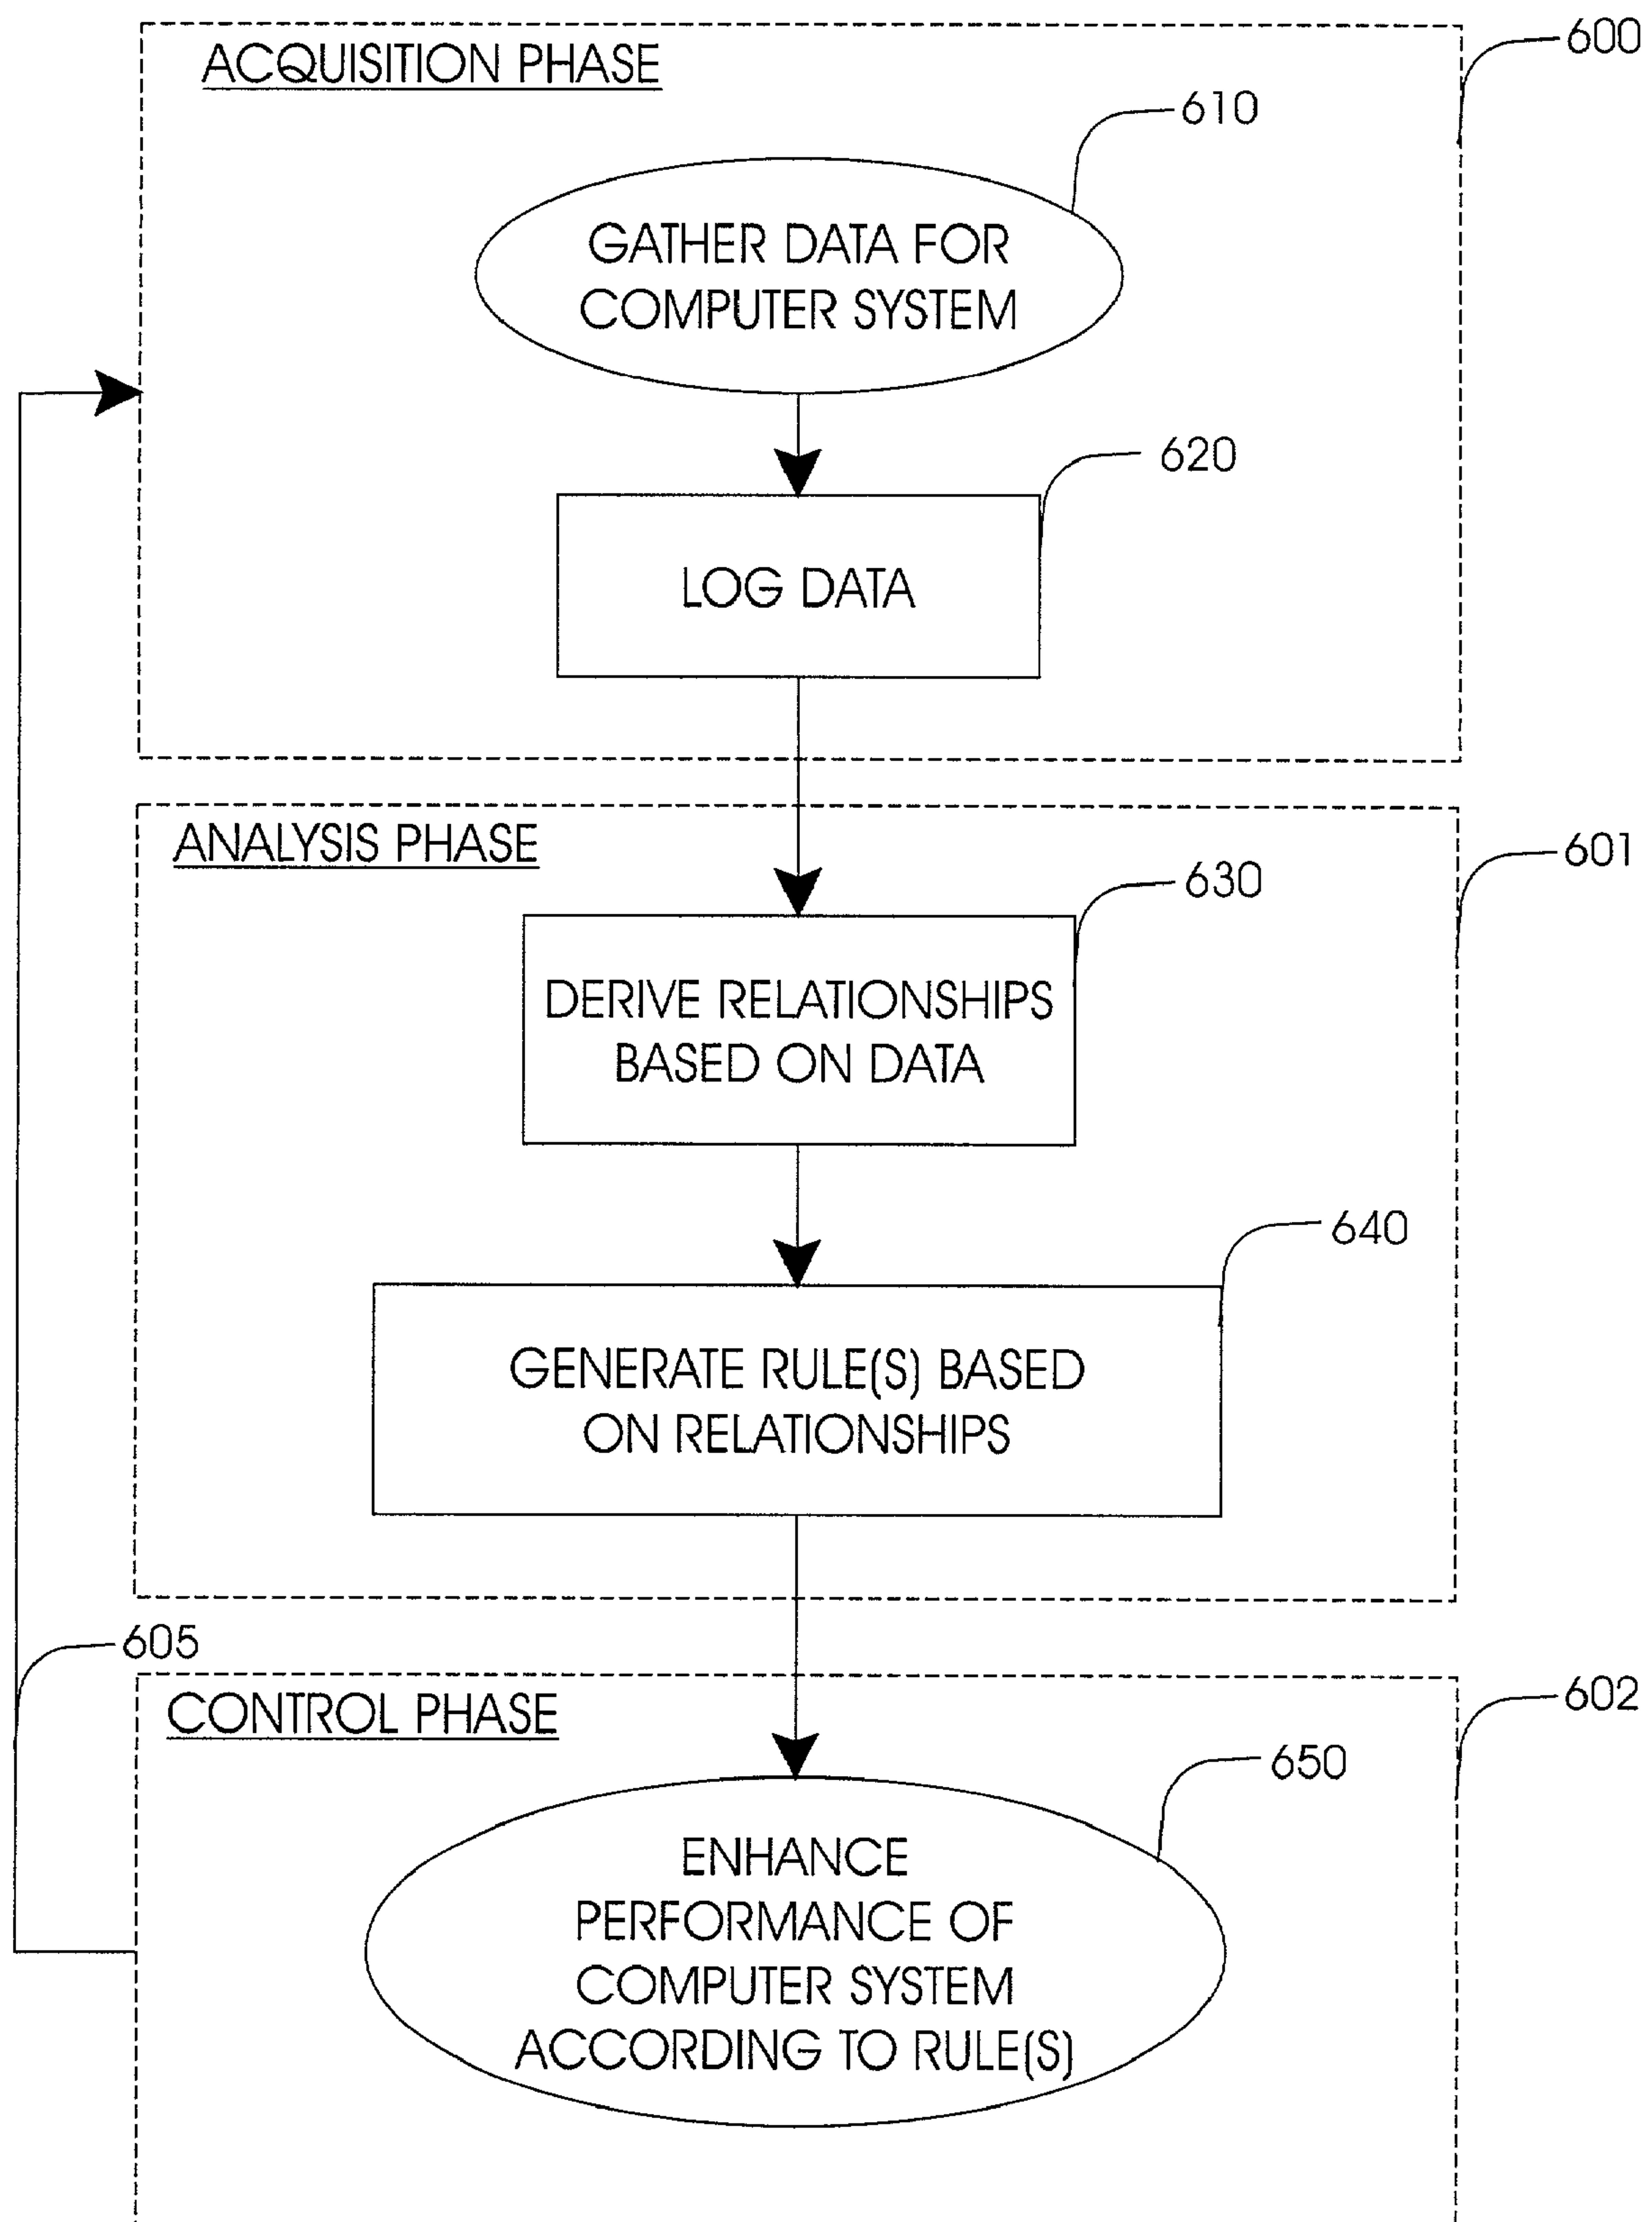 600
ACQUISITION PHASE
610
GATHER DATA FOR
COMPUTER SYSTEM
620
LOG DATA
601
ANALYSIS PHASE
630
DERIVE RELATIONSHIPS
BASED ON DATA
640
GENERATE RULE(S) BASED
ON RELATIONSHIPS
605
602
CONTROL PHASE
650
ENHANCE
PERFORMANCE OF
COMPUTER SYSTEM
ACCORDING TO RULE(S)